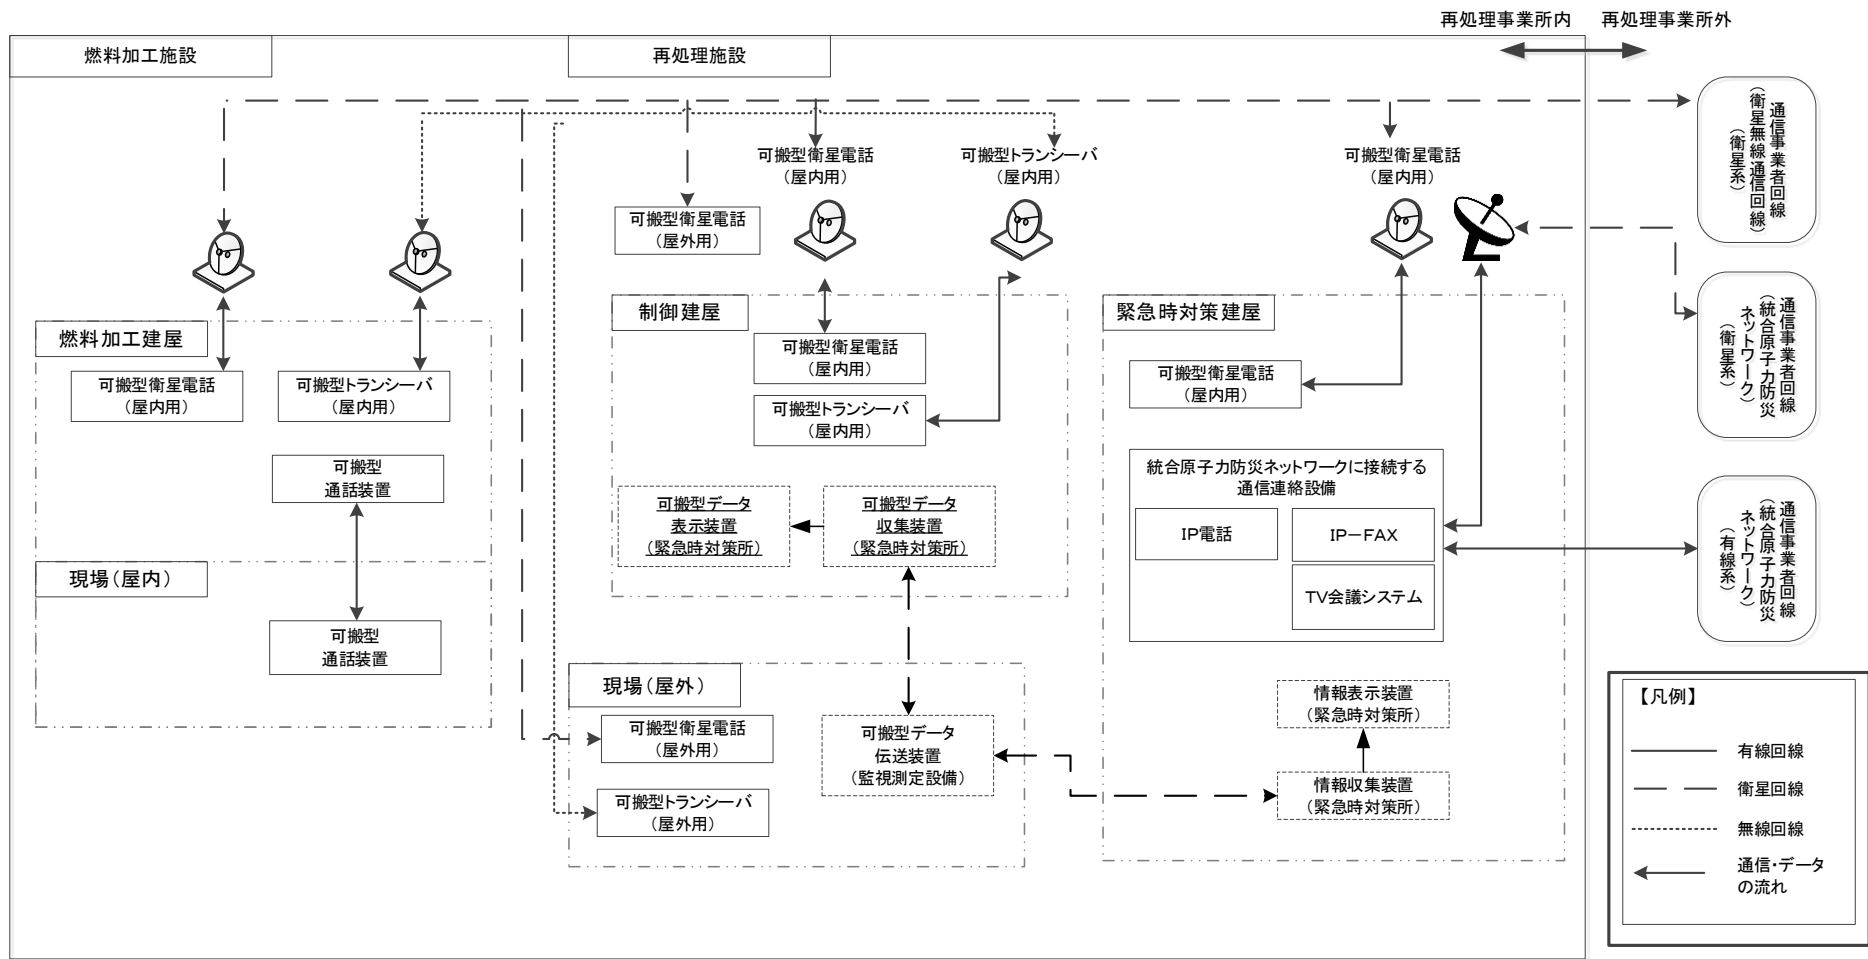 再処理事業所内
再処理事業所外
燃料加工施設
再処理施設
通信事業者回線
(衛星無線通信回線)
(衛星系)
可搬型衛星電話
(屋内用)
可搬型トランシーバ
(屋内用)
可搬型衛星電話
(屋内用)
可搬型衛星電話
(屋外用)
通信事業者回線
(統合原子力防災
ネットワーク)
(衛星系)
燃料加工建屋
可搬型衛星電話
(屋内用)
可搬型トランシーバ
(屋内用)
可搬型
通話装置
現場(屋内)
可搬型
通話装置
制御建屋
可搬型衛星電話
(屋内用)
可搬型トランシーバ
(屋内用)
可搬型データ
表示装置
(緊急時対策所)
可搬型データ
収集装置
(緊急時対策所)
現場(屋外)
可搬型衛星電話
(屋外用)
可搬型トランシーバ
(屋外用)
可搬型データ
伝送装置
(監視測定設備)
緊急時対策建屋
可搬型衛星電話
(屋内用)
統合原子力防災ネットワークに接続する
通信連絡設備
IP電話
IP-FAX
TV会議システム
情報表示装置
(緊急時対策所)
情報収集装置
(緊急時対策所)
通信事業者回線
(統合原子力防災
ネットワーク)
(有線系)
【凡例】
有線回線
衛星回線
無線回線
通信・データ
の流れ